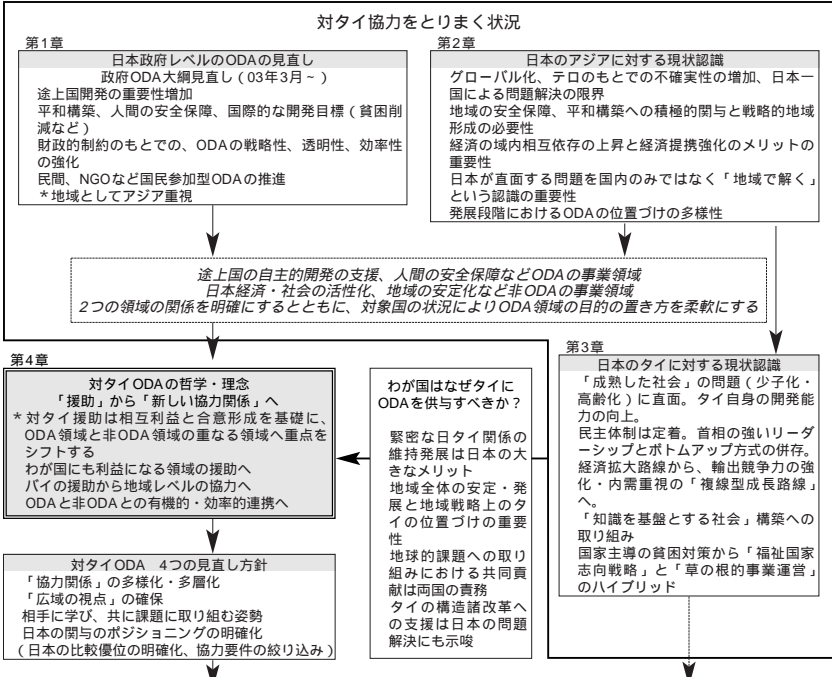 対タイ協力をとりまく状況
第1章
日本政府レベルのODAの見直し
政府ODA大綱見直し(03年3月~)
途上国開発の重要性増加
平和構築、人間の安全保障、国際的な開発目標(貧困削
減など)
財政的制約のもとでの、ODAの戦略性、透明性、効率性
の強化
民間、NGOなど国民参加型ODAの推進
*地域としてアジア重視
第2章
日本のアジアに対する現状認識
グローバル化、テロのもとでの不確実性の増加、日本一
国による問題解決の限界
地域の安全保障、平和構築への積極的関与と戦略的地域
形成の必要性
経済の域内相互依存の上昇と経済提携強化のメリットの
重要性
日本が直面する問題を国内のみではなく「地域で解く」
という認識の重要性
発展段階におけるODAの位置づけの多様性
途上国の自主的開発の支援、人間の安全保障などODAの事業領域
日本経済・社会の活性化、地域の安定化など非ODAの事業領域
2つの領域の関係を明確にするとともに、対象国の状況によりODA領域の目的の置き方を柔軟にする
第4章
対タイODAの哲学・理念
「援助」から「新しい協力関係」へ
*対タイ援助は相互利益と合意形成を基礎に、
ODA領域と非ODA領域の重なる領域へ重点を
シフトする
わが国にも利益になる領域の援助へ
バイの援助から地域レベルの協力へ
ODAと非ODAとの有機的・効率的連携へ
対タイODA 4つの見直し方針
「協力関係」の多様化・多層化
「広域の視点」の確保
相手に学び、共に課題に取り組む姿勢
日本の関与のポジショニングの明確化
(日本の比較優位の明確化、協力要件の絞り込み)
わが国はなぜタイに
ODAを供与すべきか?
緊密な日タイ関係の
維持発展は日本の大
きなメリット
地域全体の安定・発
展と地域戦略上のタ
イの位置づけの重要
性
地球的課題への取り
組みにおける共同貢
献は両国の責務
タイの構造諸改革へ
の支援は日本の問題
解決にも示唆
第3章
日本のタイに対する現状認識
「成熟した社会」の問題(少子化・
高齢化)に直面。タイ自身の開発能
力の向上。
民主体制は定着。首相の強いリーダ
ーシップとボトムアップ方式の併存。
経済拡大路線から、輸出競争力の強
化・内需重視の「複線型成長路線」
へ。
「知識を基盤とする社会」構築への
取り組み
国家主導の貧困対策から「福祉国家
志向戦略」と「草の根的事業運営」
のハイブリッド